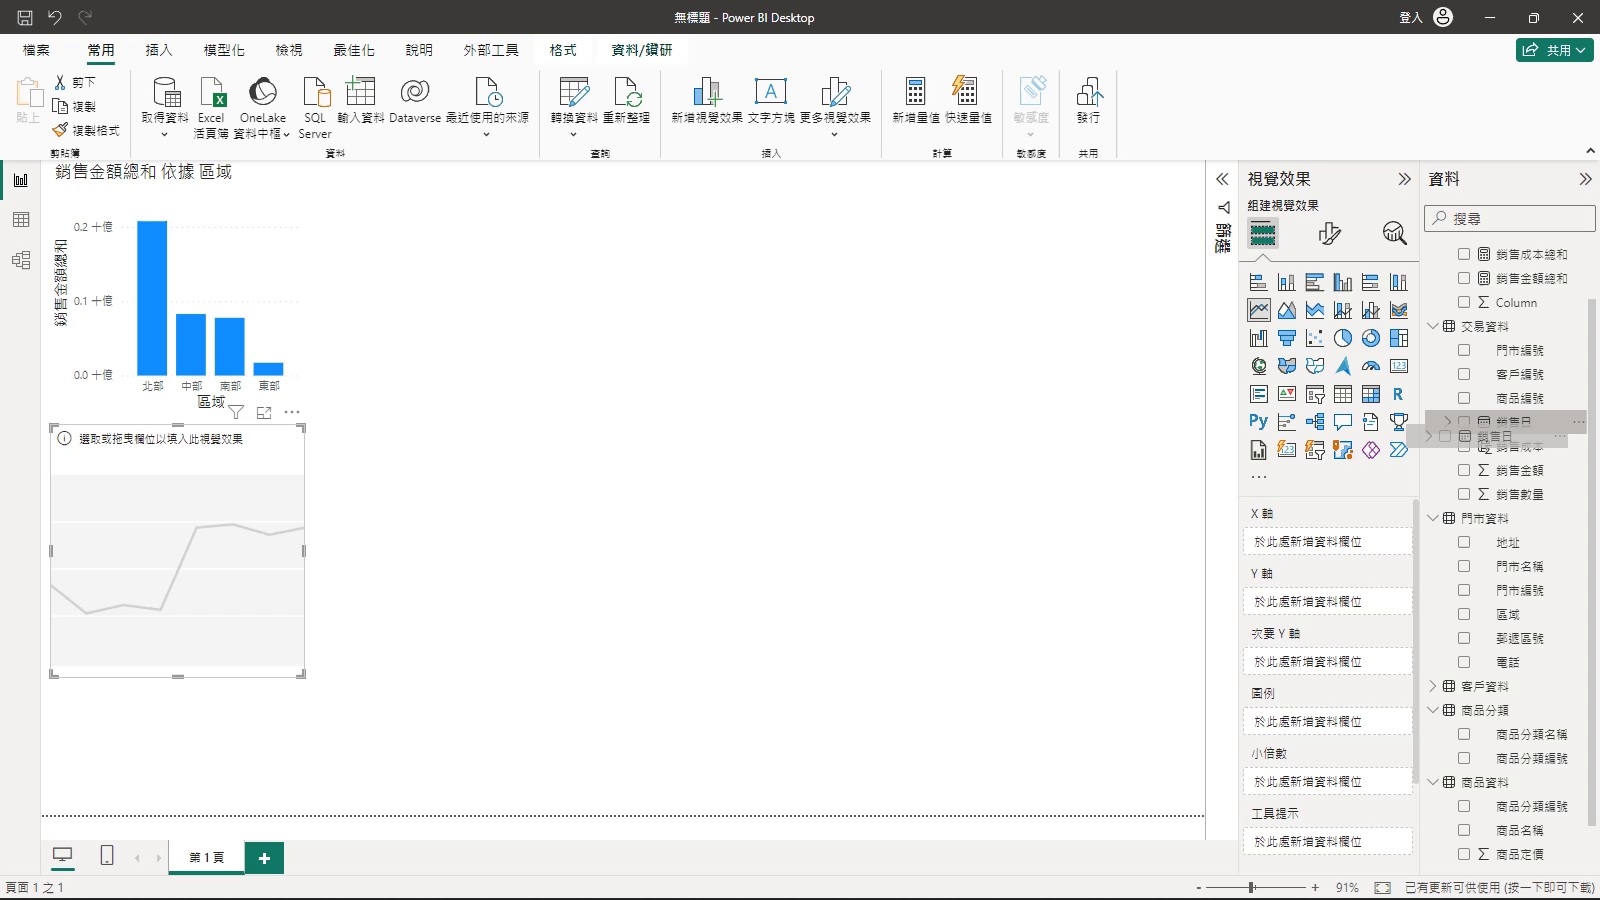 無標題 - Power BI Desktop
登入
檔案 常用 插入 模型化 檢視 最佳化 說明 外部工具 格式 資料/鑽研
共用
貼上
剪下
複製
複製格式
剪貼簿
取得資料
Excel 活頁簿
OneLake 資料中樞
SQL Server
輸入資料
Dataverse
最近使用的來源
資料
轉換資料
重新整理
查詢
新增視覺效果
文字方塊
更多視覺效果
插入
新增量值
快速量值
計算
敏感度
敏感度
發行
共用
銷售金額總和 依據 區域
銷售金額總和
0.2 十億
0.1 十億
0.0 十億
北部 中部 南部 東部
區域
選取或拖曳欄位以填入此視覺效果
篩選
視覺效果
組建視覺效果
123
R
Py
123
X 軸
於此處新增資料欄位
Y 軸
於此處新增資料欄位
次要 Y 軸
於此處新增資料欄位
圖例
於此處新增資料欄位
小倍數
於此處新增資料欄位
工具提示
於此處新增資料欄位
資料
搜尋
銷售成本總和
銷售金額總和
Column
交易資料
門市編號
客戶編號
商品編號
銷售日
銷售日
銷售成本
銷售金額
銷售數量
門市資料
地址
門市名稱
門市編號
區域
郵遞區號
電話
客戶資料
商品分類
商品分類名稱
商品分類編號
商品資料
商品分類編號
商品名稱
商品定價
第 1 頁
頁面 1 之 1
- + 91%
已有更新可供使用 (按一下即可下載)